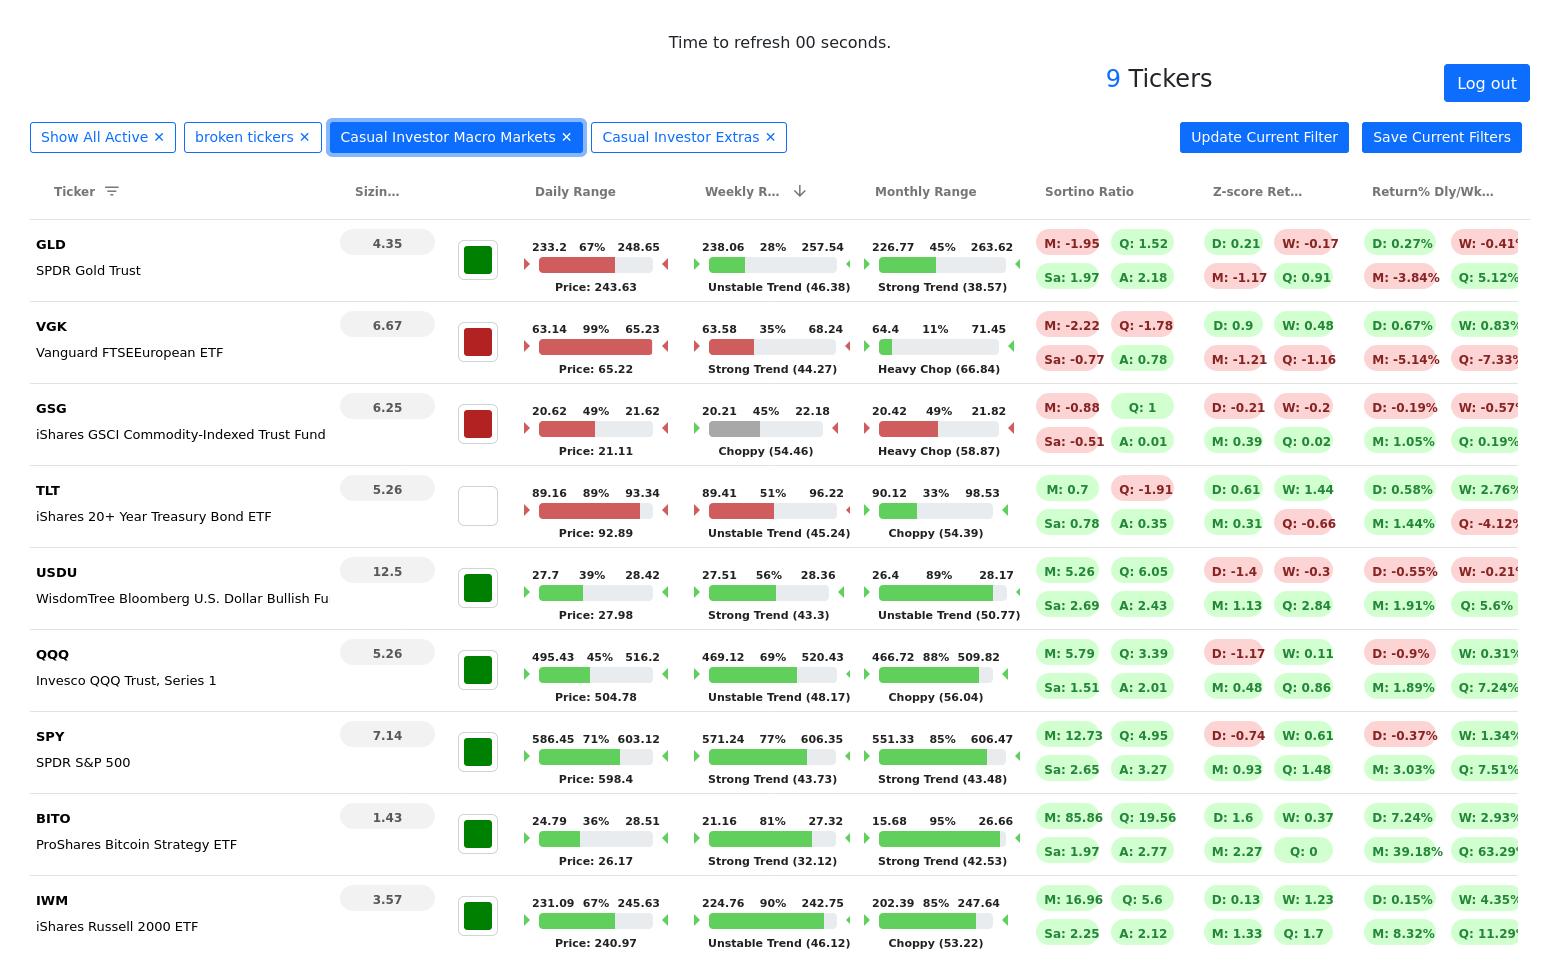 Time to refresh 00 seconds.
9 Tickers
Log out
Show All Active ✕ broken tickers ✕ Casual Investor Macro Markets ✕ Casual Investor Extras ✕ Update Current Filter Save Current Filters
Ticker Sizin... Daily Range Weekly R... Monthly Range Sortino Ratio Z-score Ret... Return% Dly/Wk...
GLD 4.35 233.2 67% 248.65 238.06 28% 257.54 226.77 45% 263.62 M: -1.95 Q: 1.52 D: 0.21 W: -0.17 D: 0.27% W: -0.41%
SPDR Gold Trust Sa: 1.97 A: 2.18 M: -1.17 Q: 0.91 M: -3.84% Q: 5.12%
Price: 243.63 Unstable Trend (46.38) Strong Trend (38.57)
VGK 6.67 63.14 99% 65.23 63.58 35% 68.24 64.4 11% 71.45 M: -2.22 Q: -1.78 D: 0.9 W: 0.48 D: 0.67% W: 0.83%
Vanguard FTSEEuropean ETF Sa: -0.77 A: 0.78 M: -1.21 Q: -1.16 M: -5.14% Q: -7.33%
Price: 65.22 Strong Trend (44.27) Heavy Chop (66.84)
GSG 6.25 20.62 49% 21.62 20.21 45% 22.18 20.42 49% 21.82 M: -0.88 Q: 1 D: -0.21 W: -0.2 D: -0.19% W: -0.57%
iShares GSCI Commodity-Indexed Trust Fund Sa: -0.51 A: 0.01 M: 0.39 Q: 0.02 M: 1.05% Q: 0.19%
Price: 21.11 Choppy (54.46) Heavy Chop (58.87)
TLT 5.26 89.16 89% 93.34 89.41 51% 96.22 90.12 33% 98.53 M: 0.7 Q: -1.91 D: 0.61 W: 1.44 D: 0.58% W: 2.76%
iShares 20+ Year Treasury Bond ETF Sa: 0.78 A: 0.35 M: 0.31 Q: -0.66 M: 1.44% Q: -4.12%
Price: 92.89 Unstable Trend (45.24) Choppy (54.39)
USDU 12.5 27.7 39% 28.42 27.51 56% 28.36 26.4 89% 28.17 M: 5.26 Q: 6.05 D: -1.4 W: -0.3 D: -0.55% W: -0.21%
WisdomTree Bloomberg U.S. Dollar Bullish Fu Sa: 2.69 A: 2.43 M: 1.13 Q: 2.84 M: 1.91% Q: 5.6%
Price: 27.98 Strong Trend (43.3) Unstable Trend (50.77)
QQQ 5.26 495.43 45% 516.2 469.12 69% 520.43 466.72 88% 509.82 M: 5.79 Q: 3.39 D: -1.17 W: 0.11 D: -0.9% W: 0.31%
Invesco QQQ Trust, Series 1 Sa: 1.51 A: 2.01 M: 0.48 Q: 0.86 M: 1.89% Q: 7.24%
Price: 504.78 Unstable Trend (48.17) Choppy (56.04)
SPY 7.14 586.45 71% 603.12 571.24 77% 606.35 551.33 85% 606.47 M: 12.73 Q: 4.95 D: -0.74 W: 0.61 D: -0.37% W: 1.34%
SPDR S&P 500 Sa: 2.65 A: 3.27 M: 0.93 Q: 1.48 M: 3.03% Q: 7.51%
Price: 598.4 Strong Trend (43.73) Strong Trend (43.48)
BITO 1.43 24.79 36% 28.51 21.16 81% 27.32 15.68 95% 26.66 M: 85.86 Q: 19.56 D: 1.6 W: 0.37 D: 7.24% W: 2.93%
ProShares Bitcoin Strategy ETF Sa: 1.97 A: 2.77 M: 2.27 Q: 0 M: 39.18% Q: 63.29%
Price: 26.17 Strong Trend (32.12) Strong Trend (42.53)
IWM 3.57 231.09 67% 245.63 224.76 90% 242.75 202.39 85% 247.64 M: 16.96 Q: 5.6 D: 0.13 W: 1.23 D: 0.15% W: 4.35%
iShares Russell 2000 ETF Sa: 2.25 A: 2.12 M: 1.33 Q: 1.7 M: 8.32% Q: 11.29%
Price: 240.97 Unstable Trend (46.12) Choppy (53.22)